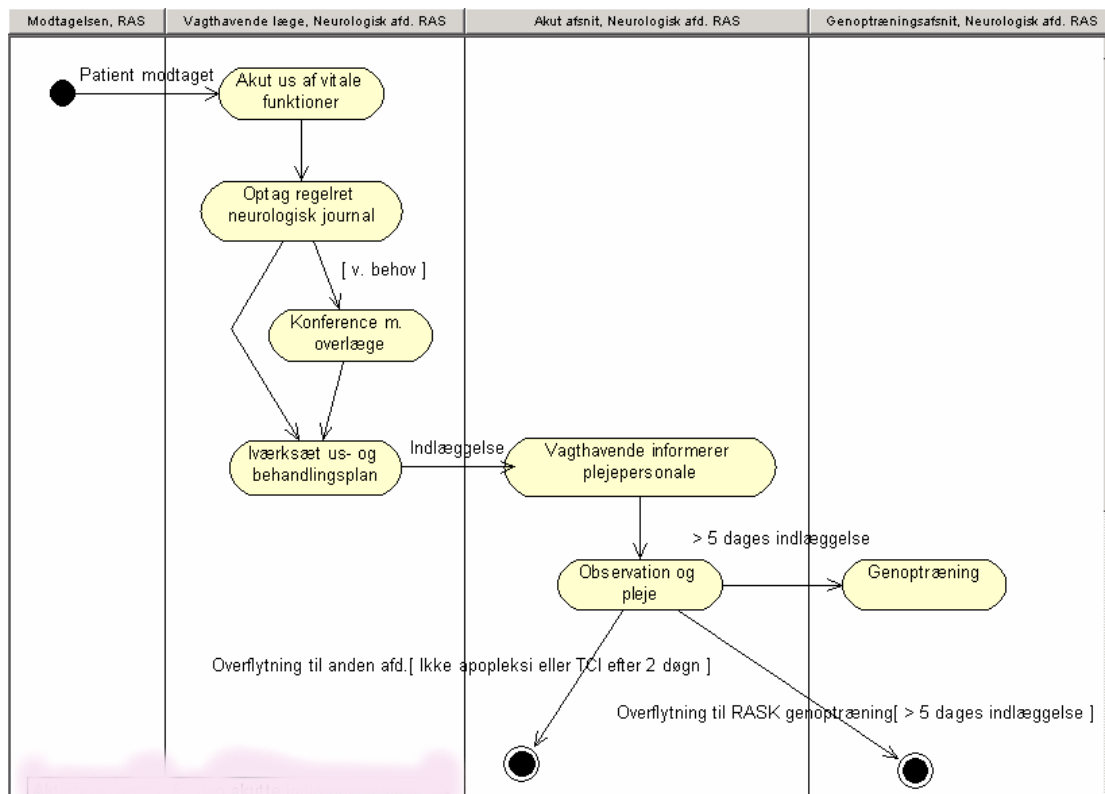 Modtagelsen, RAS
Vagthavende læge, Neurologisk afd. RAS
Akut afsnit, Neurologisk afd. RAS
Genoptræningsafsnit, Neurologisk afd. RAS
Patient modtaget
Akut us af vitale
funktioner
Optag regelret
neurologisk journal
[ v. behov ]
Konference m.
overlæge
Iværksæt us- og
behandlingsplan
Indlæggelse
Vagthavende informerer
plejepersonale
> 5 dages indlæggelse
Observation og
pleje
Genoptræning
Overflytning til anden afd.[ Ikke apopleksi eller TCI efter 2 døgn ]
Overflytning til RASK genoptræning[ > 5 dages indlæggelse ]